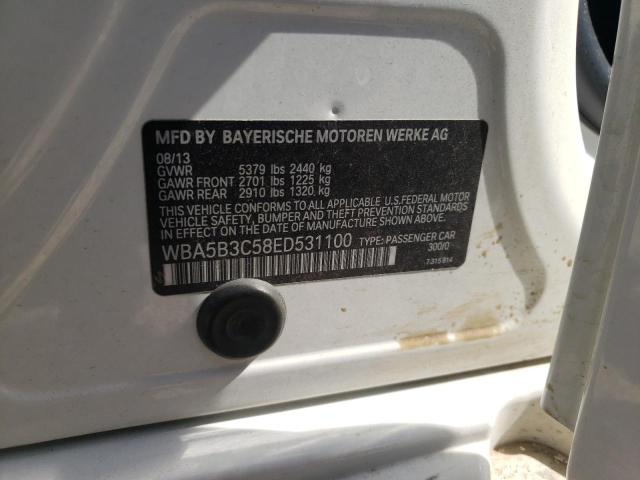 MFD BY BAYERISCHE MOTOREN WERKE AG
08/13
GVWR 5379 lbs 2440 kg
GAWR FRONT 2701 lbs 1225 kg
GAWR REAR 2910 lbs 1320 kg
THIS VEHICLE CONFORMS TO ALL APPLICABLE U.S.FEDERAL MOTOR
VEHICLE SAFETY, BUMPER AND THEFT PREVENTION STANDARDS
IN EFFECT ON THE DATE OF MANUFACTURE SHOWN ABOVE.
WBA5B3C58ED531100 TYPE: PASSENGER CAR
300/0
7 315 814